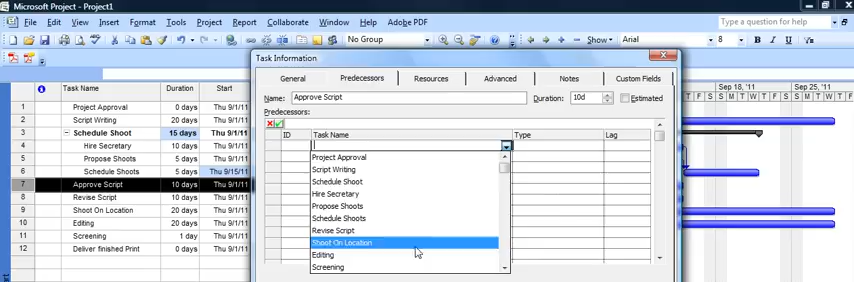 Microsoft Project - Project1
File Edit View Insert Format Tools Project Report Collaborate Window Help Adobe PDF
Type a question for help
No Group
Show
Arial
8
B I U
Task Name Duration Start
1 Project Approval 0 days Thu 9/1/11
2 Script Writing 20 days Thu 9/1/11
3 Schedule Shoot 15 days Thu 9/1/11
4 Hire Secretary 5 days Thu 9/1/11
5 Propose Shoots 5 days Thu 9/1/11
6 Schedule Shoots 5 days Thu 9/15/11
7 Approve Script 10 days Thu 9/1/11
8 Revise Script 10 days Thu 9/1/11
9 Shoot On Location 20 days Thu 9/1/11
10 Editing 20 days Thu 9/1/11
11 Screening 1 day Thu 9/1/11
12 Deliver finished Print 0 days Thu 9/1/11
Task Information
General Predecessors Resources Advanced Notes Custom Fields
Name: Approve Script Duration: 10d Estimated
Predecessors:
ID Task Name Type Lag
Project Approval
Script Writing
Schedule Shoot
Hire Secretary
Propose Shoots
Schedule Shoots
Revise Script
Shoot On Location
Editing
Screening
Sep 18, '11 Sep 25, '11
T F S S M T W T F S S M T W T F S